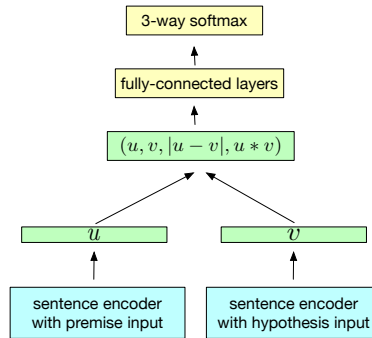 3-way softmax
fully-connected layers
(u, v, |u − v|, u ∗ v)
u
v
sentence encoder
with premise input
sentence encoder
with hypothesis input